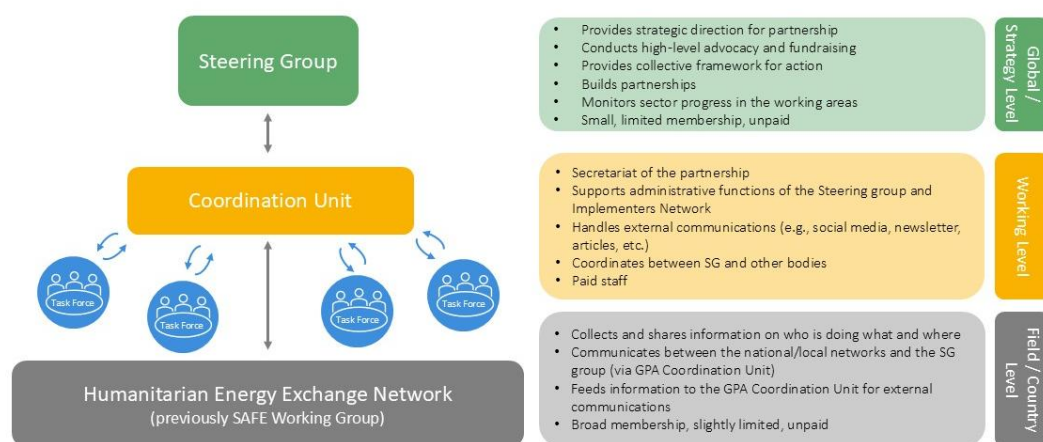 Steering Group
Coordination Unit
Task Force
Task Force
Task Force
Task Force
Humanitarian Energy Exchange Network
(previously SAFE Working Group)
• Provides strategic direction for partnership
• Conducts high-level advocacy and fundraising
• Provides collective framework for action
• Builds partnerships
• Monitors sector progress in the working areas
• Small, limited membership, unpaid
Global /
Strategy Level
• Secretariat of the partnership
• Supports administrative functions of the Steering group and
Implementers Network
• Handles external communications (e.g., social media, newsletter,
articles, etc.)
• Coordinates between SG and other bodies
• Paid staff
Working Level
• Collects and shares information on who is doing what and where
• Communicates between the national/local networks and the SG
group (via GPA Coordination Unit)
• Feeds information to the GPA Coordination Unit for external
communications
• Broad membership, slightly limited, unpaid
Field / Country
Level